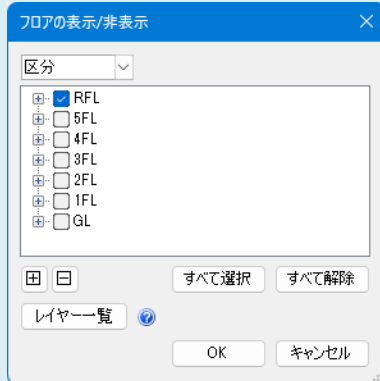 フロアの表示/非表示
区分
RFL
5FL
4FL
3FL
2FL
1FL
GL
すべて選択 すべて解除
レイヤー一覧
OK キャンセル